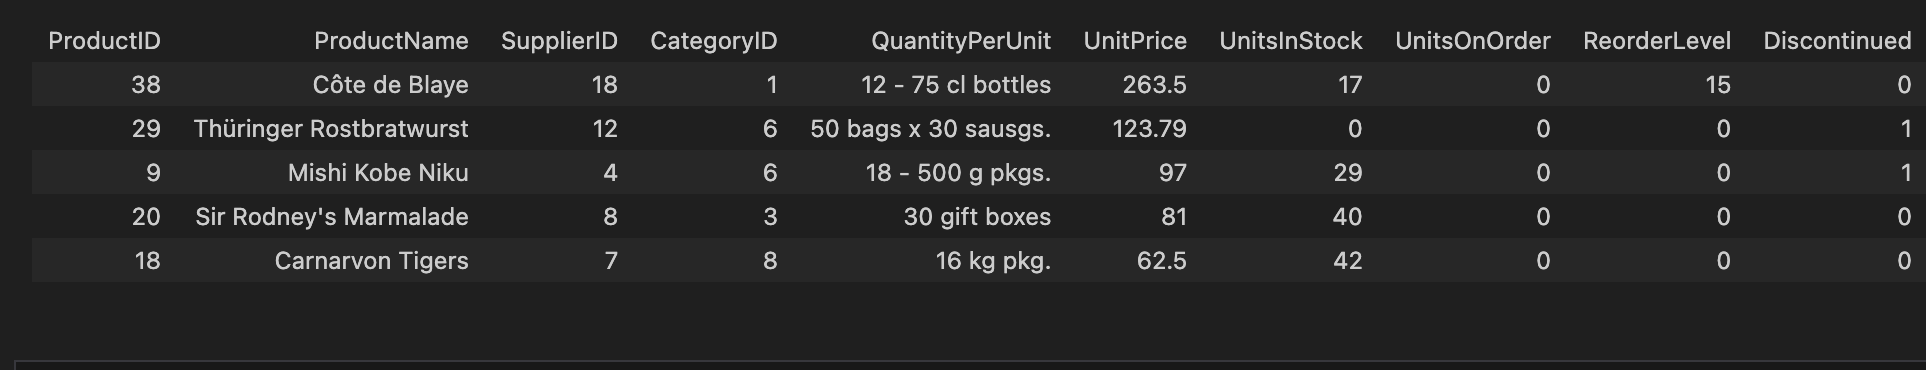 ProductID ProductName SupplierID CategoryID QuantityPerUnit UnitPrice UnitsInStock UnitsOnOrder ReorderLevel Discontinued
38 Côte de Blaye 18 1 12 - 75 cl bottles 263.5 17 0 15 0
29 Thüringer Rostbratwurst 12 6 50 bags x 30 sausgs. 123.79 0 0 0 1
9 Mishi Kobe Niku 4 6 18 - 500 g pkgs. 97 29 0 0 1
20 Sir Rodney's Marmalade 8 3 30 gift boxes 81 40 0 0 0
18 Carnarvon Tigers 7 8 16 kg pkg. 62.5 42 0 0 0